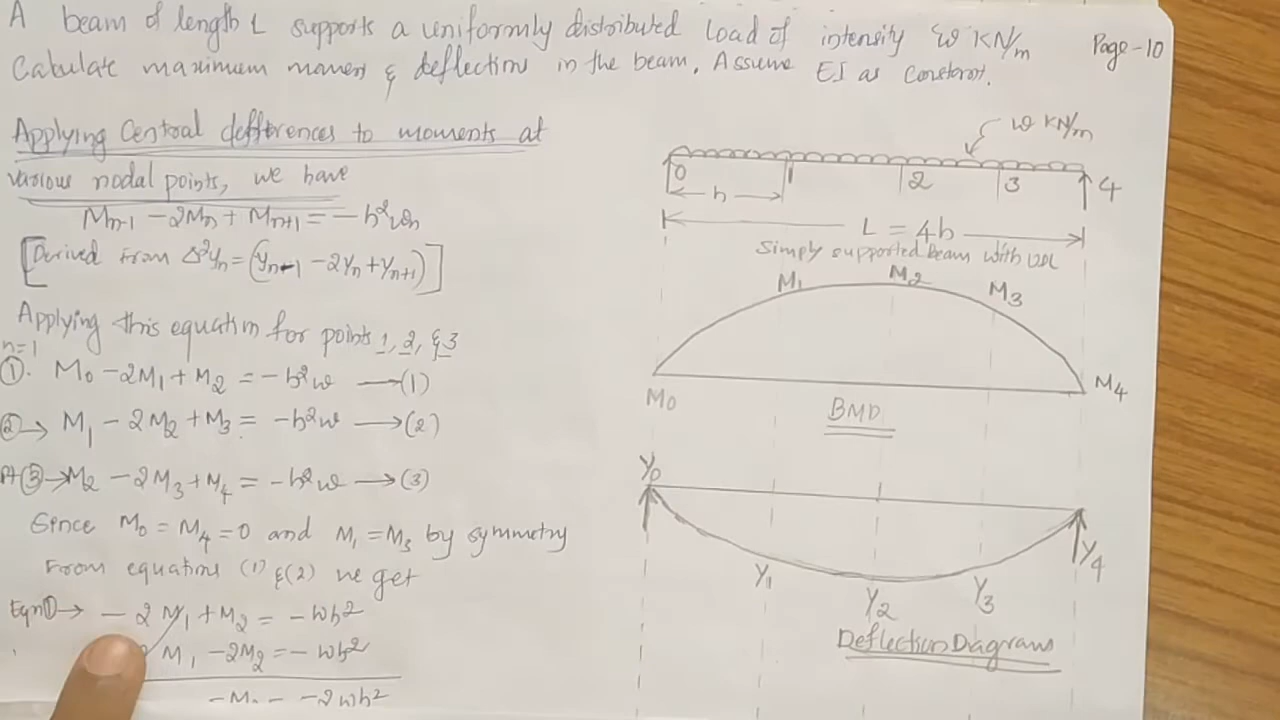 A beam of length L supports a uniformly distributed load of intensity w KN/m
Calculate maximum moment & deflections in the beam. Assume EI as constant.
Page-10
Applying Central defferences to moments at
various nodal points, we have
Mn-1 - 2Mn + Mn+1 = -h²wn
[Derived from Δ²yn = (yn-1 - 2yn + yn+1)]
Applying this equation for points 1, 2, & 3
n=1
①. M0 - 2M1 + M2 = -h²w → (1)
②→ M1 - 2M2 + M3 = -h²w → (2)
At ③→ M2 - 2M3 + M4 = -h²w → (3)
Since M0 = M4 = 0 and M1 = M3 by symmetry
From equations (1) & (2) we get
Eqn①→ - 2M1 + M2 = -wh²
2M1 - 2M2 = -wh²
-2wh²
w KN/m
0 1 2 3 4
h
L = 4h
Simply supported beam with UDL
M1 M2 M3
M0 M4
BMD
Y0 Y4
Y1 Y2 Y3
Deflection Diagrams